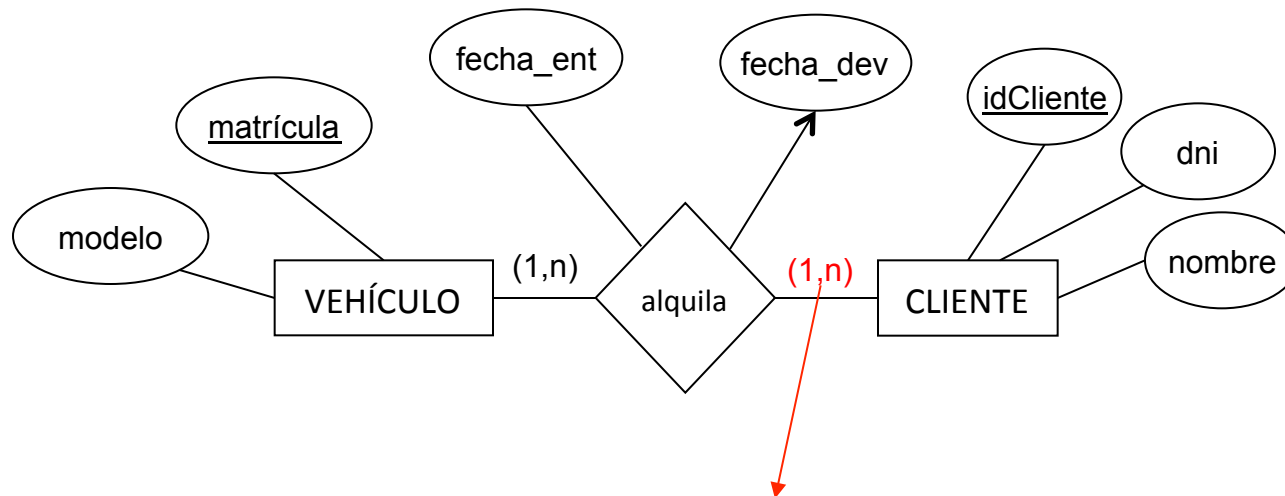 fecha_ent
fecha_dev
idCliente
matrícula
dni
modelo
nombre
VEHÍCULO
(1,n)
alquila
(1,n)
CLIENTE